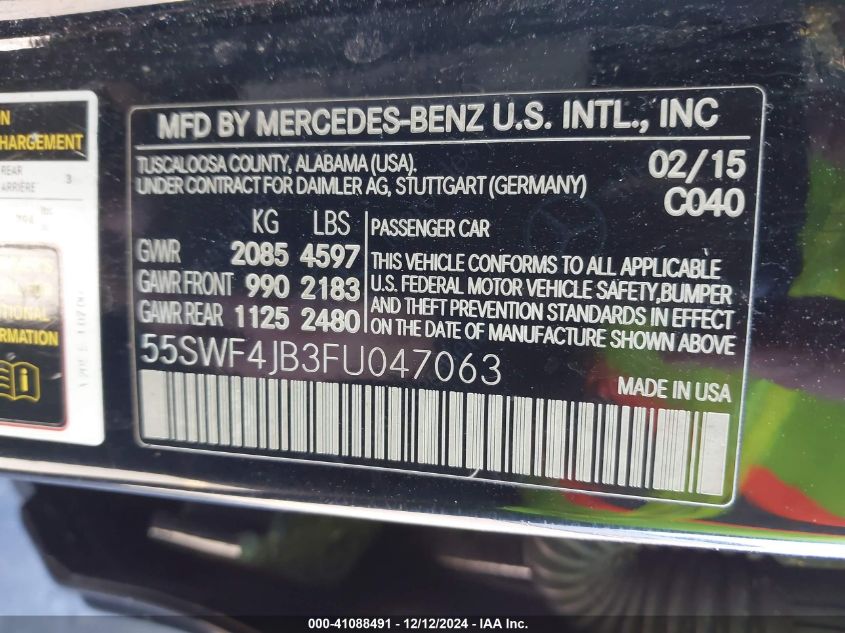 MFD BY MERCEDES-BENZ U.S. INTL., INC
TUSCALOOSA COUNTY, ALABAMA (USA).
UNDER CONTRACT FOR DAIMLER AG, STUTTGART (GERMANY)
02/15
C040
KG LBS
GVWR 2085 4597
GAWR FRONT 990 2183
GAWR REAR 1125 2480
PASSENGER CAR
THIS VEHICLE CONFORMS TO ALL APPLICABLE
U.S. FEDERAL MOTOR VEHICLE SAFETY,BUMPER
AND THEFT PREVENTION STANDARDS IN EFFECT
ON THE DATE OF MANUFACTURE SHOWN ABOVE
55SWF4JB3FU047063
MADE IN USA
HARGEMENT
REAR 3
ARRIÈRE
000-41088491 - 12/12/2024 - IAA Inc.